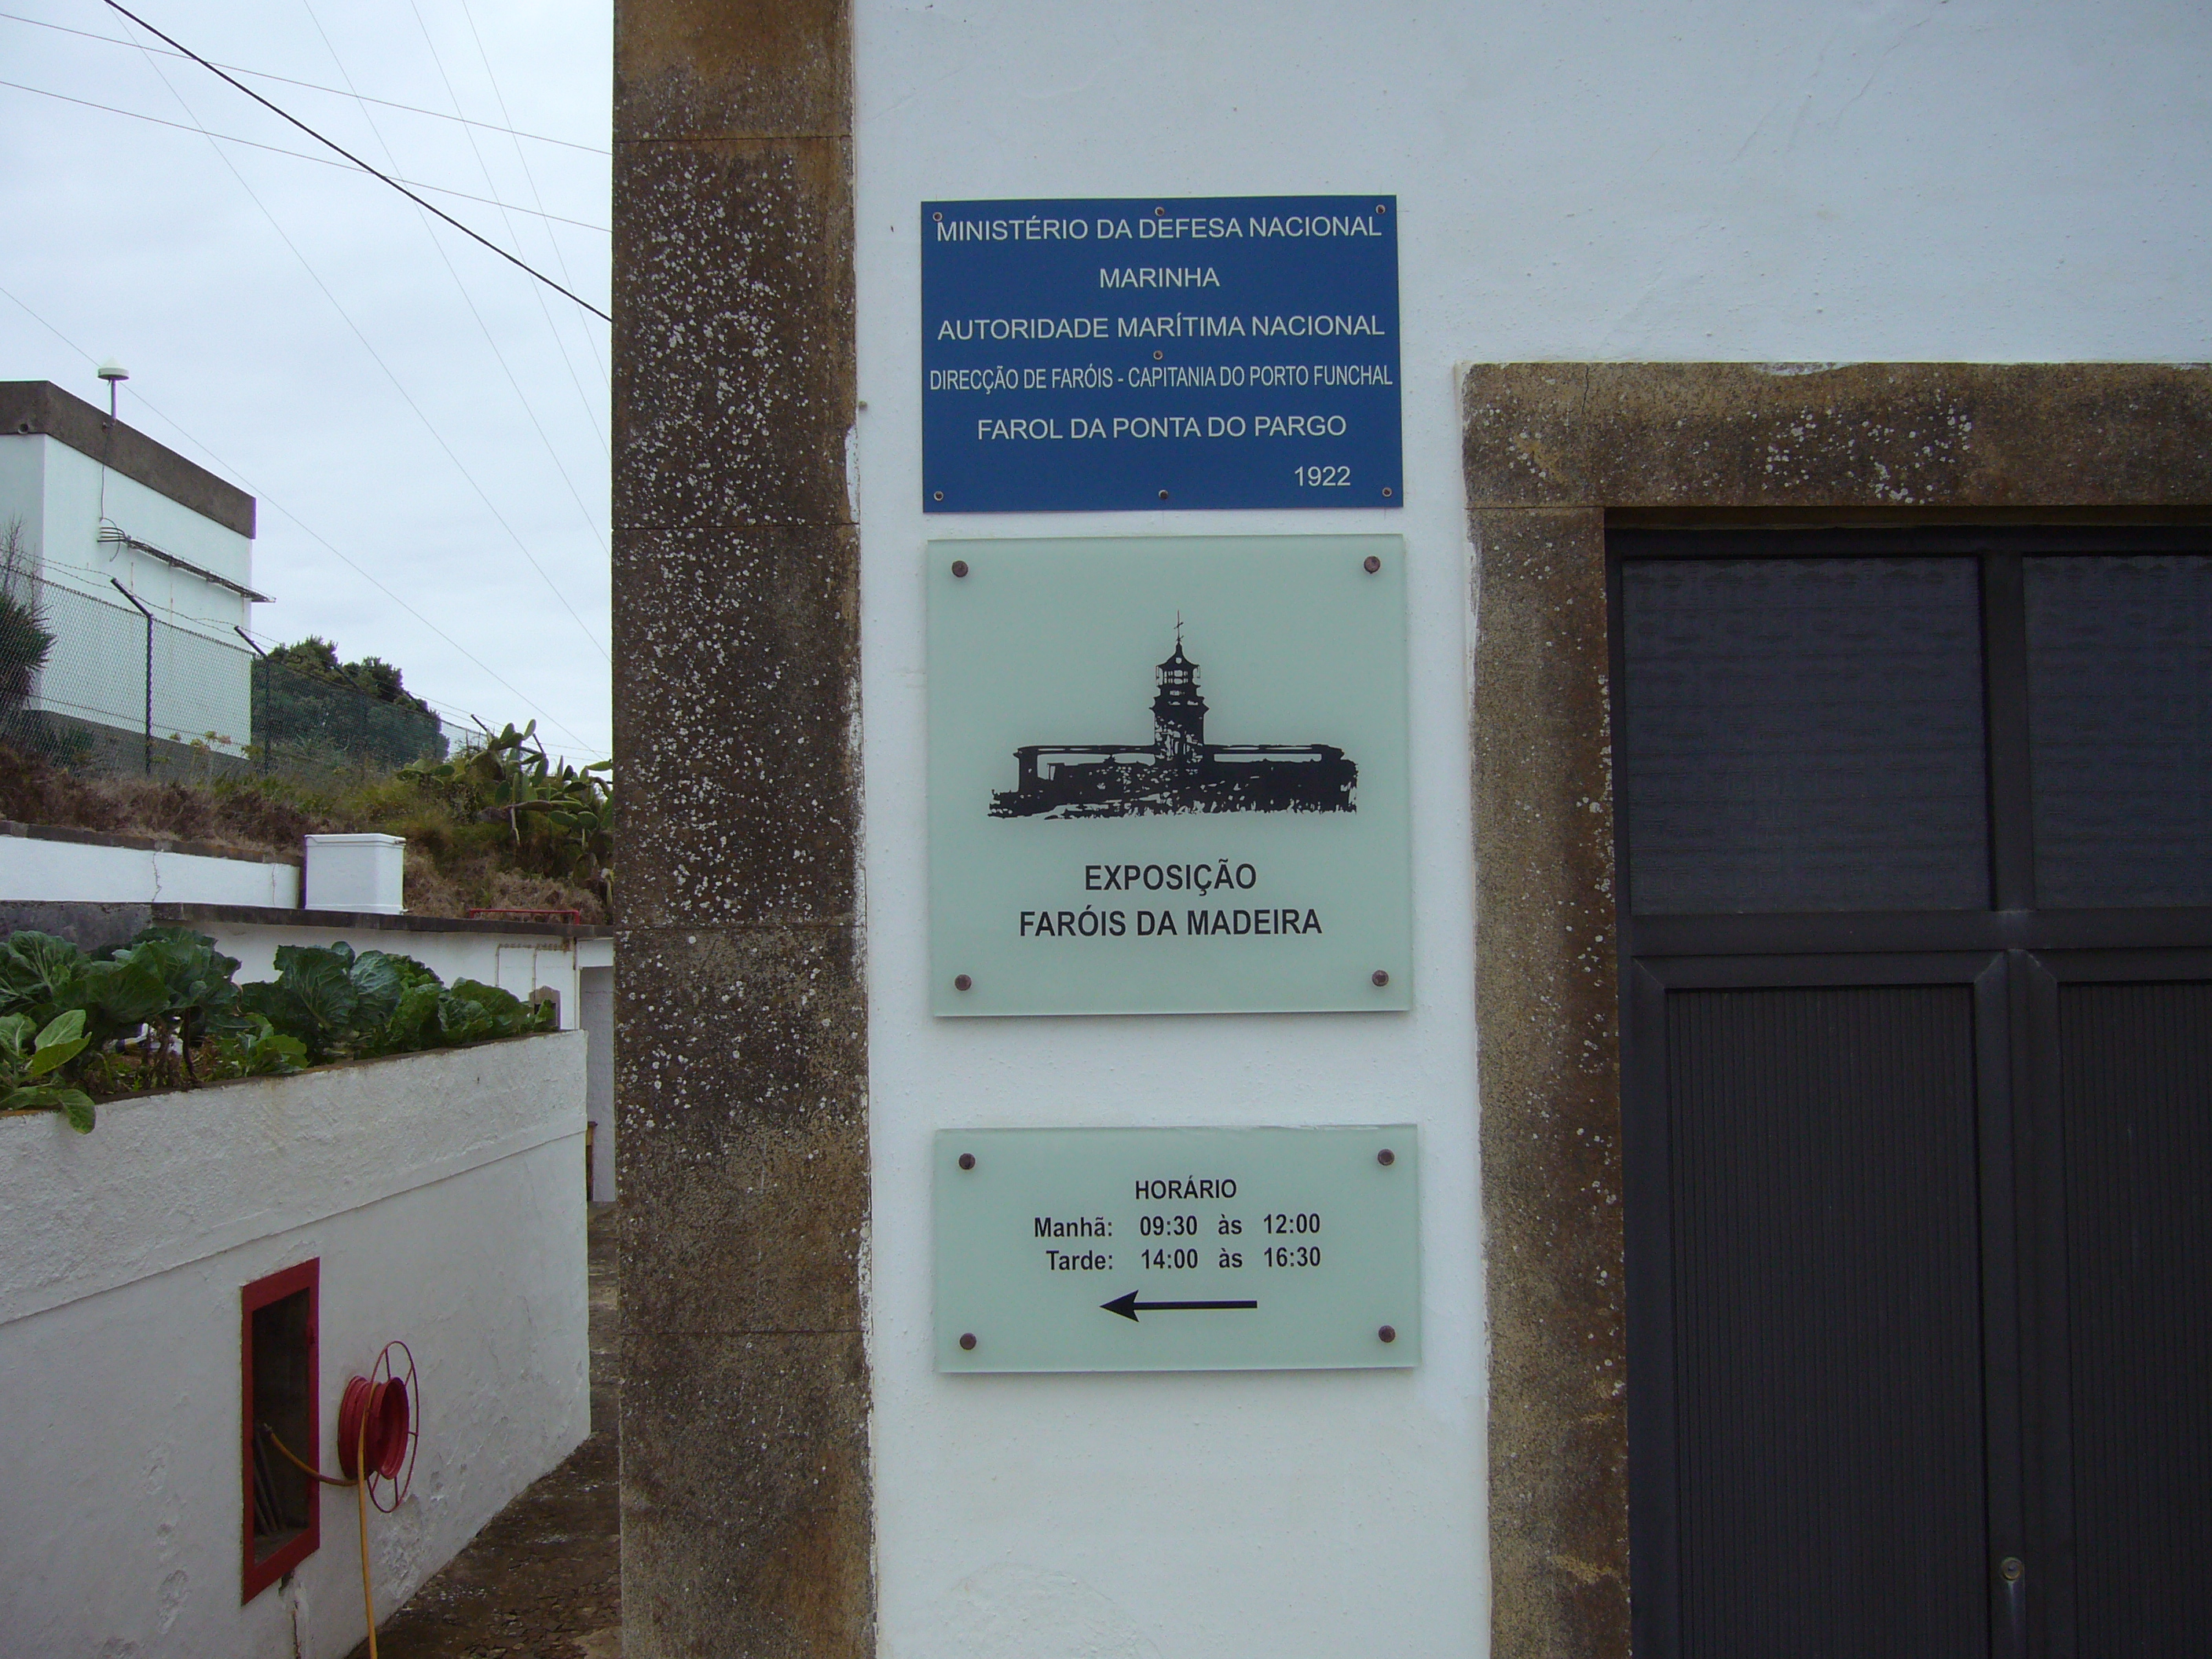 MINISTÉRIO DA DEFESA NACIONAL
MARINHA
AUTORIDADE MARÍTIMA NACIONAL
DIRECÇÃO DE FARÓIS - CAPITANIA DO PORTO FUNCHAL
FAROL DA PONTA DO PARGO
1922
EXPOSIÇÃO
FARÓIS DA MADEIRA
HORÁRIO
Manhã: 09:30 às 12:00
Tarde: 14:00 às 16:30